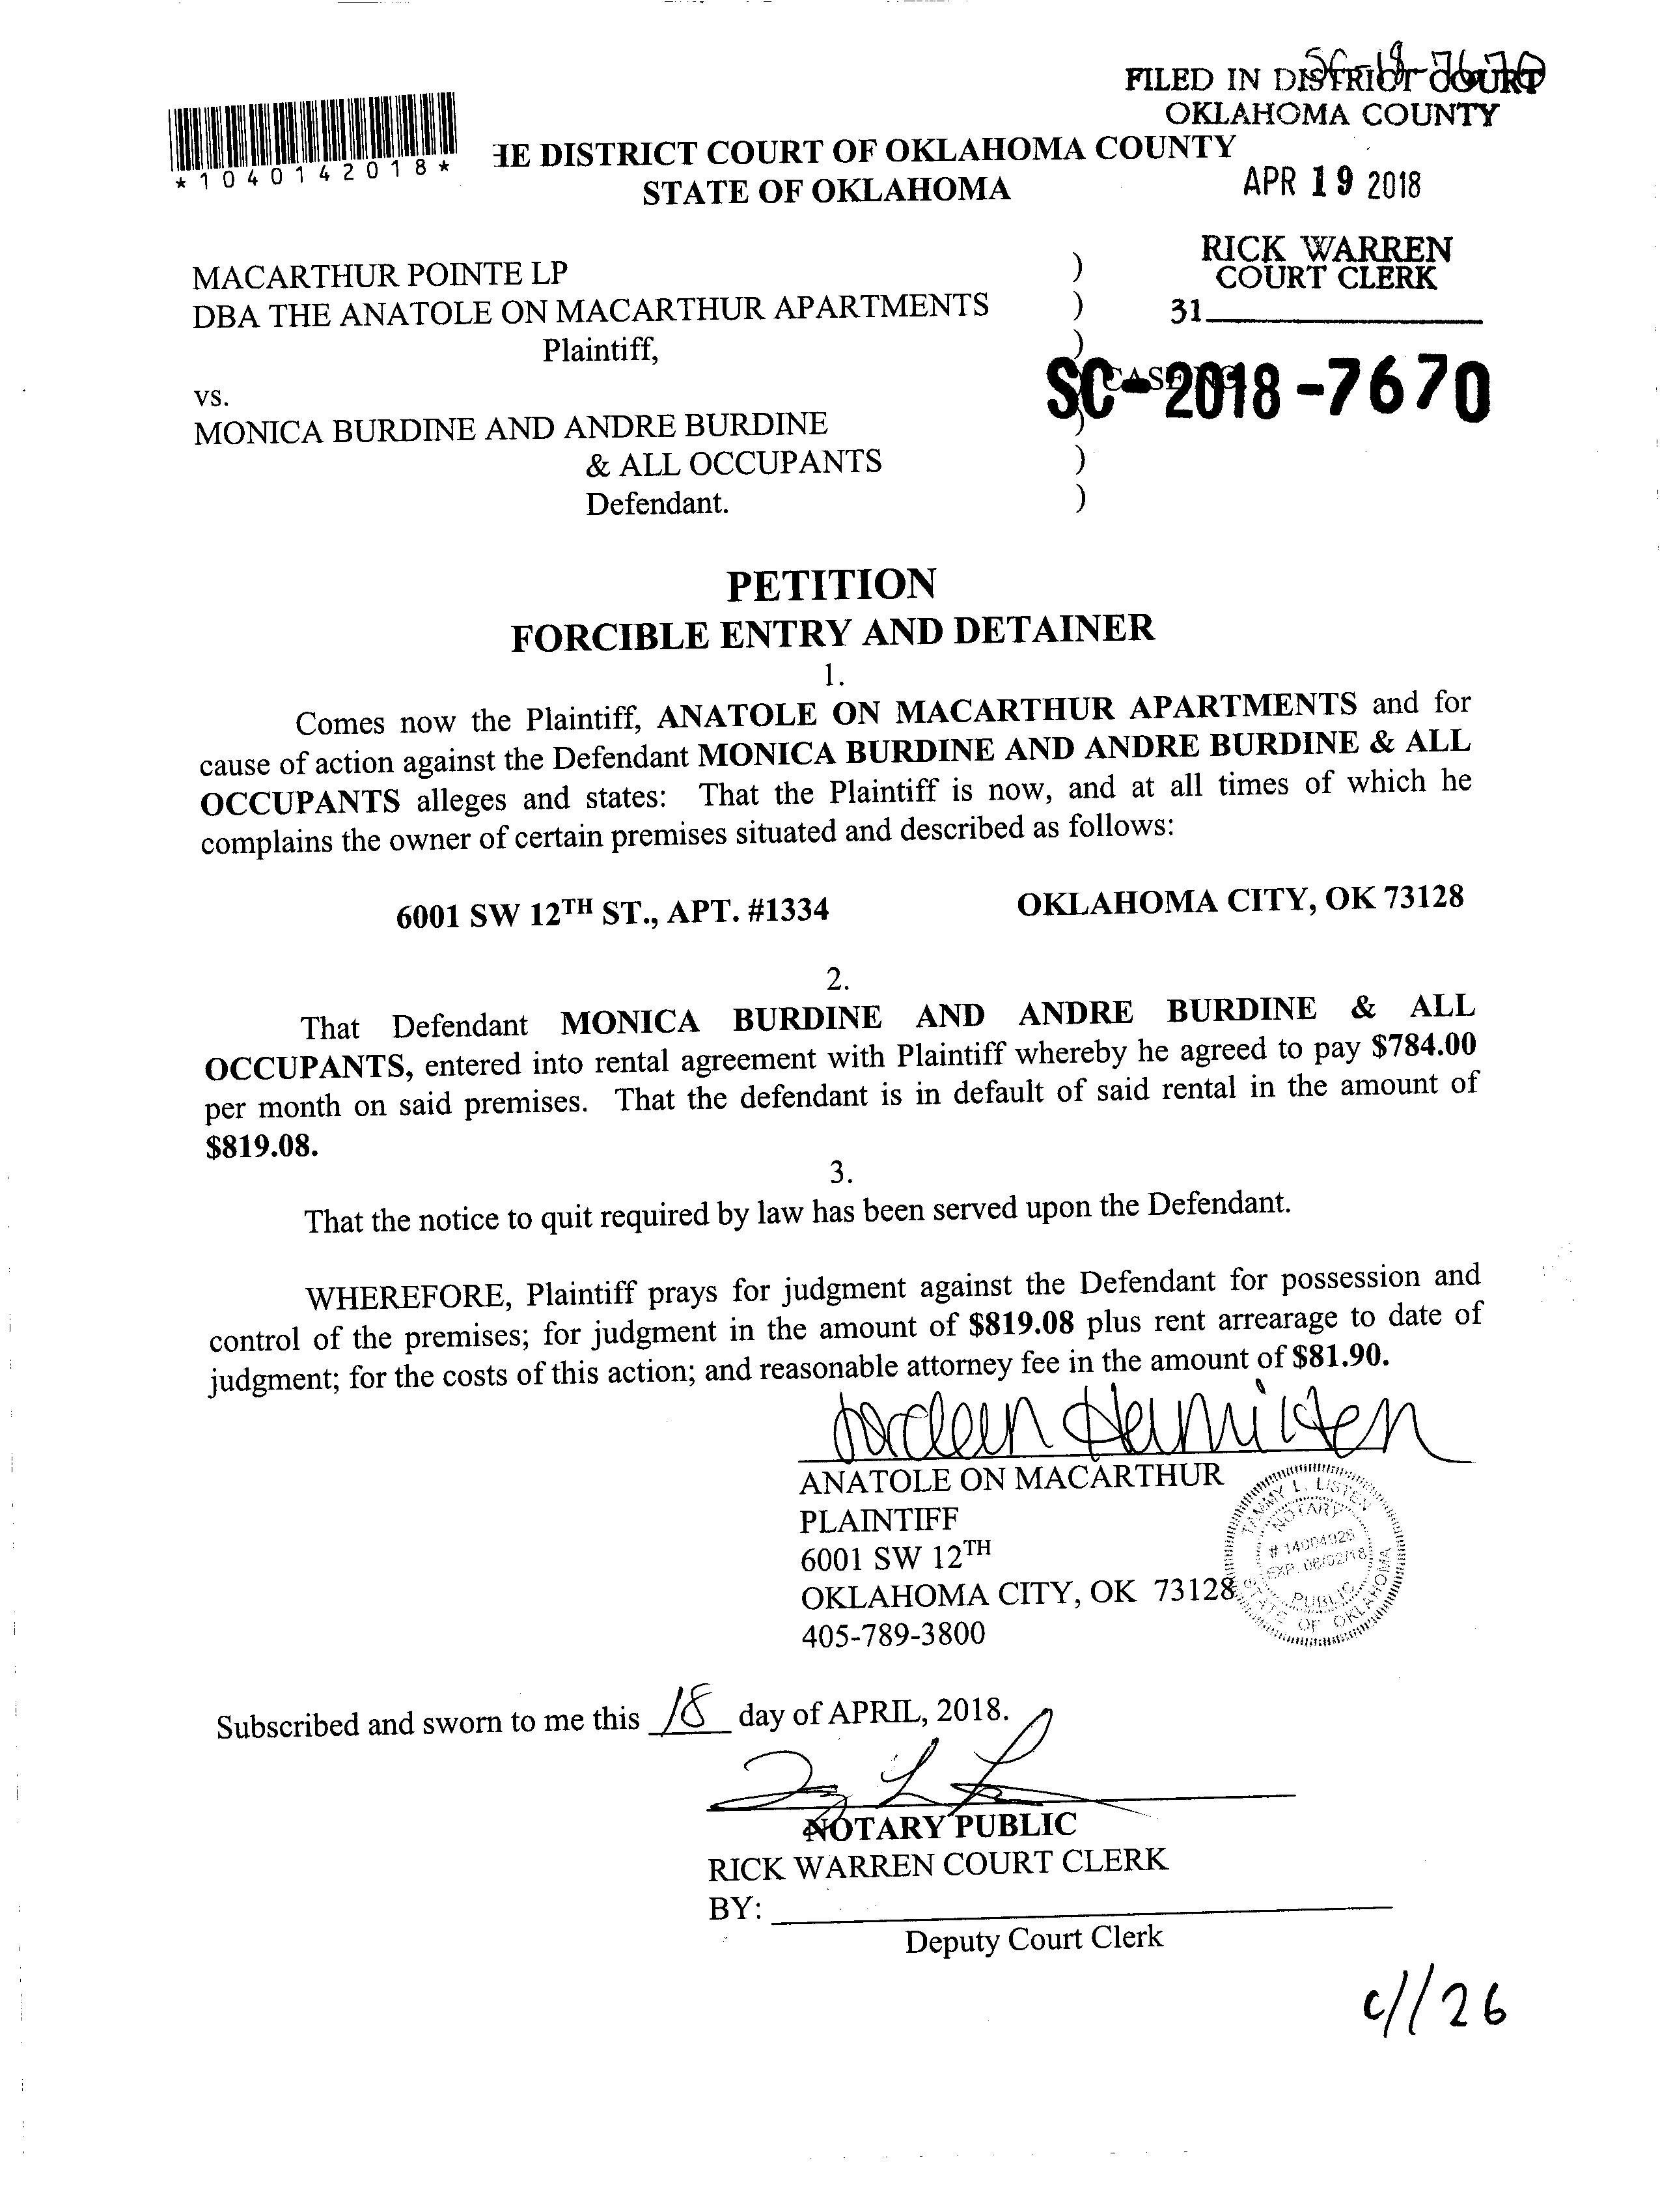 SC-18-7670
FILED IN DISTRICT COURT
OKLAHOMA COUNTY
*1040142018*
HE DISTRICT COURT OF OKLAHOMA COUNTY
STATE OF OKLAHOMA
APR 19 2018
RICK WARREN
COURT CLERK
31
MACARTHUR POINTE LP )
DBA THE ANATOLE ON MACARTHUR APARTMENTS )
Plaintiff, )
CASE NO.
SC-2018-7670
vs.
MONICA BURDINE AND ANDRE BURDINE )
& ALL OCCUPANTS )
Defendant. )
PETITION
FORCIBLE ENTRY AND DETAINER
1.
Comes now the Plaintiff, ANATOLE ON MACARTHUR APARTMENTS and for
cause of action against the Defendant MONICA BURDINE AND ANDRE BURDINE & ALL
OCCUPANTS alleges and states: That the Plaintiff is now, and at all times of which he
complains the owner of certain premises situated and described as follows:
6001 SW 12TH ST., APT. #1334 OKLAHOMA CITY, OK 73128
2.
That Defendant MONICA BURDINE AND ANDRE BURDINE & ALL
OCCUPANTS, entered into rental agreement with Plaintiff whereby he agreed to pay $784.00
per month on said premises. That the defendant is in default of said rental in the amount of
$819.08.
3.
That the notice to quit required by law has been served upon the Defendant.
WHEREFORE, Plaintiff prays for judgment against the Defendant for possession and
control of the premises; for judgment in the amount of $819.08 plus rent arrearage to date of
judgment; for the costs of this action; and reasonable attorney fee in the amount of $81.90.
ANATOLE ON MACARTHUR
PLAINTIFF
6001 SW 12TH
OKLAHOMA CITY, OK 73128
405-789-3800
TAMMY L. LISTEN
NOTARY
# 14004926
EXP. 06/02/18
PUBLIC
STATE OF OKLAHOMA
Subscribed and sworn to me this 18 day of APRIL, 2018.
NOTARY PUBLIC
RICK WARREN COURT CLERK
BY:
Deputy Court Clerk
c//26